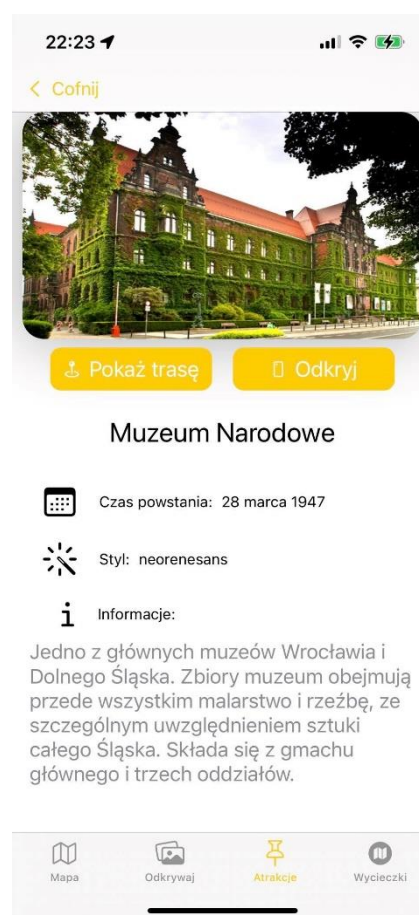 22:23
Cofnij
Pokaż trasę
Odkryj
Muzeum Narodowe
Czas powstania: 28 marca 1947
Styl: neorenesans
Informacje:
Jedno z głównych muzeów Wrocławia i
Dolnego Śląska. Zbiory muzeum obejmują
przede wszystkim malarstwo i rzeźbę, ze
szczególnym uwzględnieniem sztuki
całego Śląska. Składa się z gmachu
głównego i trzech oddziałów.
Mapa
Odkrywaj
Atrakcje
Wycieczki